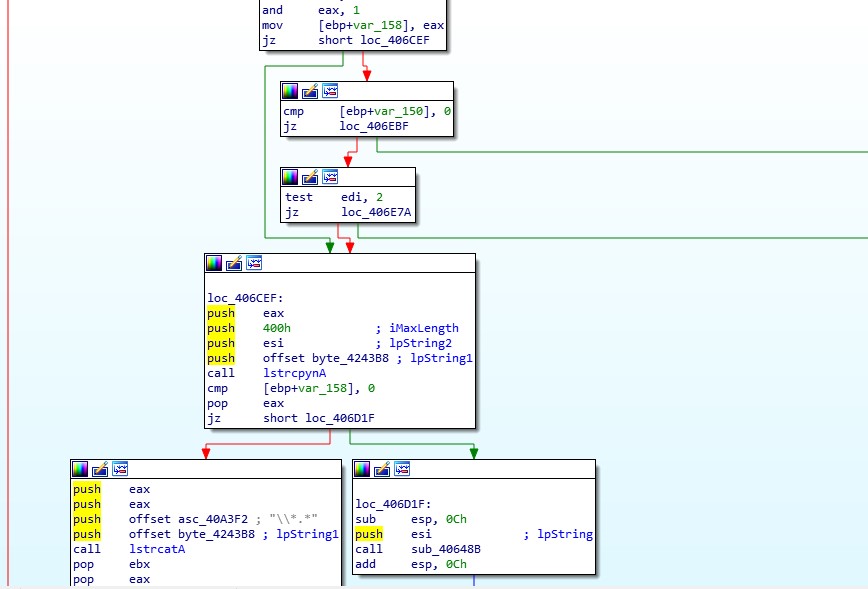 and eax, 1
mov [ebp+var_158], eax
jz short loc_406CEF
cmp [ebp+var_150], 0
jz loc_406EBF
test edi, 2
jz loc_406E7A
loc_406CEF:
push eax
push 400h ; iMaxLength
push esi ; lpString2
push offset byte_4243B8 ; lpString1
call lstrcpynA
cmp [ebp+var_158], 0
pop eax
jz short loc_406D1F
push eax
push eax
push offset asc_40A3F2 ; "\\*.*"
push offset byte_4243B8 ; lpString1
call lstrcatA
pop ebx
pop eax
loc_406D1F:
sub esp, 0Ch
push esi ; lpString
call sub_40648B
add esp, 0Ch